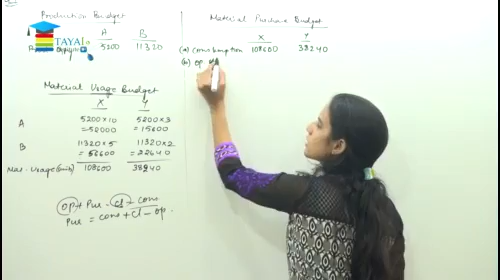 Production Budget
A B
5200 11320
TAYAL
Material Usage Budget
X Y
A 5200×10 5200×3
=52000 =15600
11320×5 11320×2
=56600 =22640
Mat. Usage (units) 108600 38240
OP + Pur - Cl = cons
Pur = cons + Cl - OP.
Material Purchase Budget
X Y
(a) Consumption 108600 38240
(b) OP